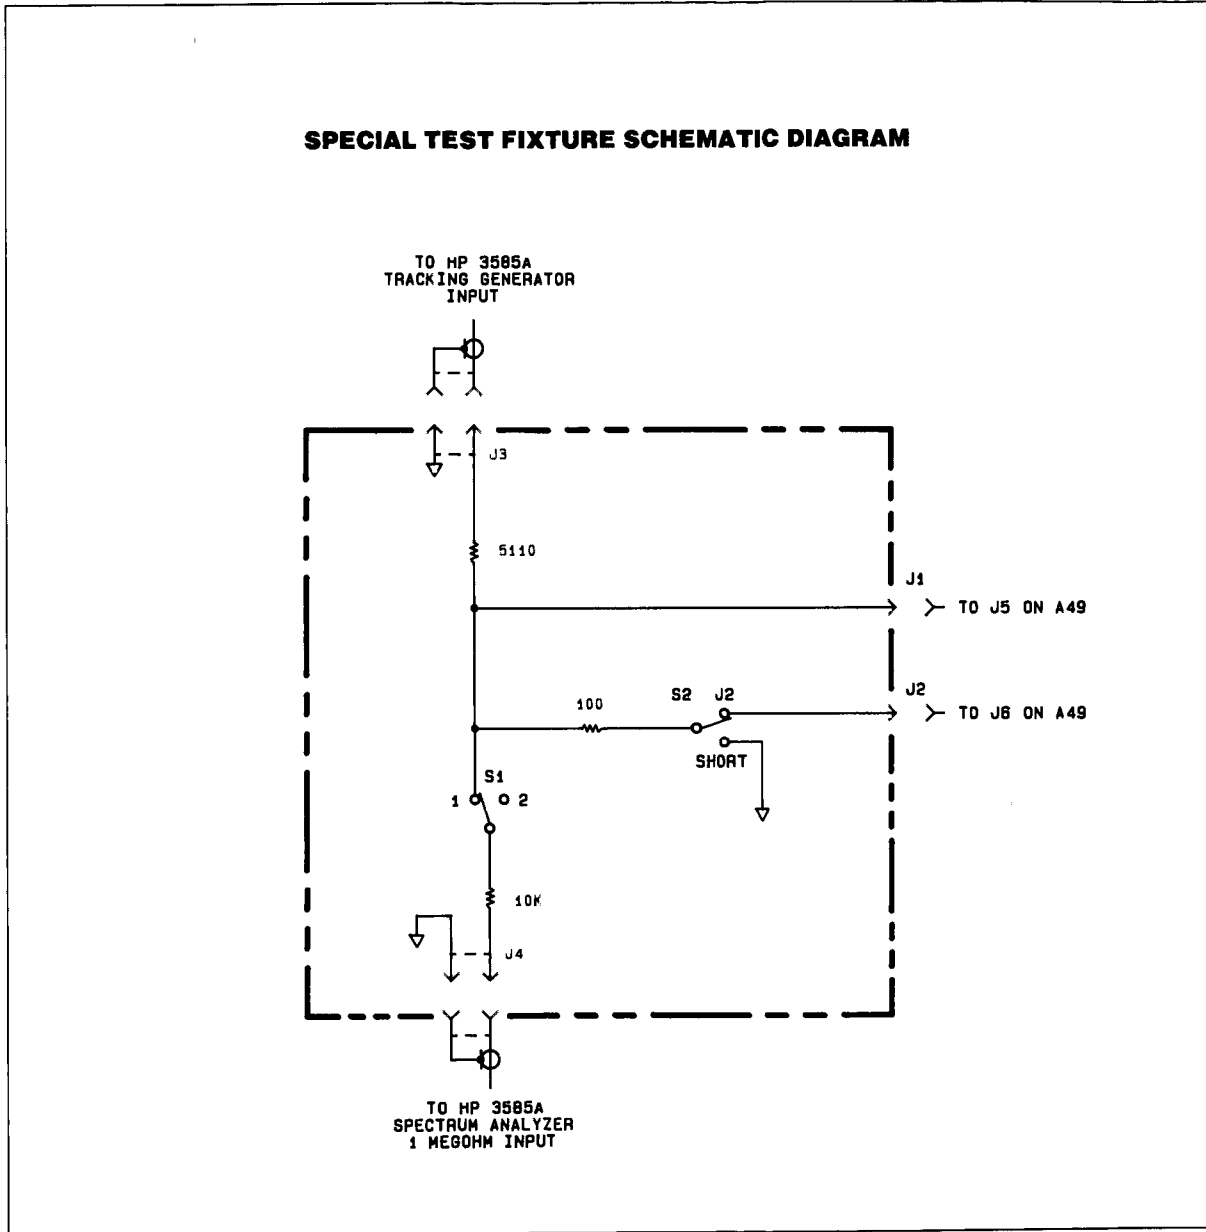 SPECIAL TEST FIXTURE SCHEMATIC DIAGRAM
TO HP 3585A
TRACKING GENERATOR
INPUT
J3
5110
J1
TO J5 ON A49
J2
TO J6 ON A49
100
S2 J2
SHORT
S1
1 2
10K
J4
TO HP 3585A
SPECTRUM ANALYZER
1 MEGOHM INPUT